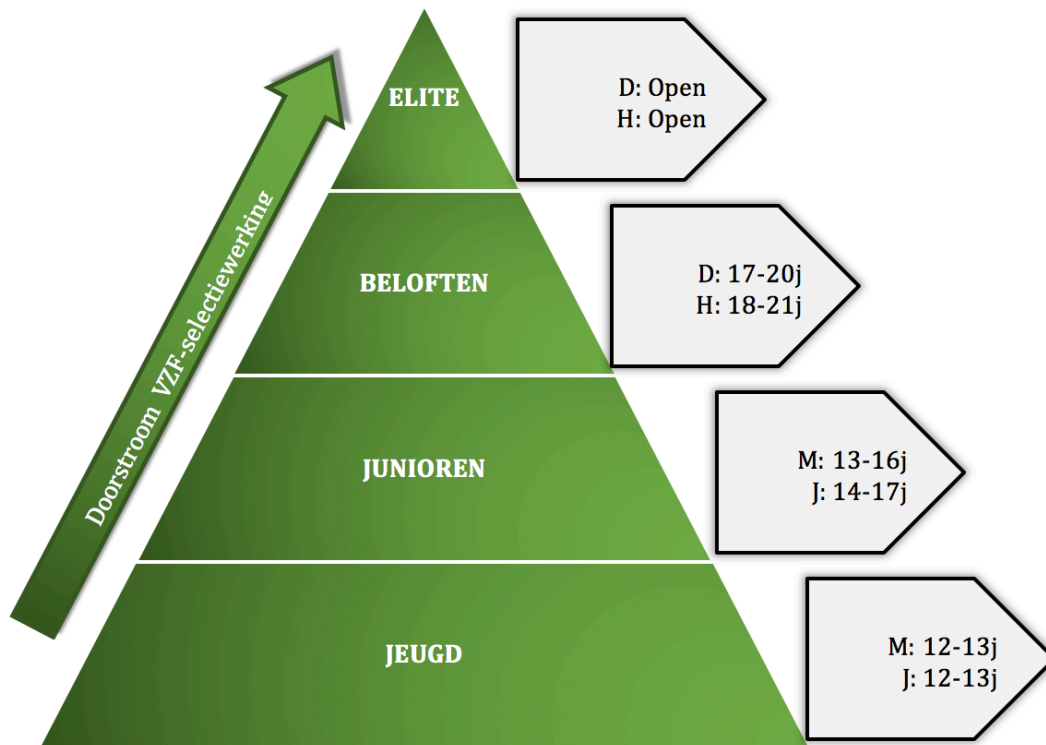 ELITE
D: Open
H: Open
Doorstroom VZF-selectiewerking
BELOFTEN
D: 17-20j
H: 18-21j
JUNIOREN
M: 13-16j
J: 14-17j
JEUGD
M: 12-13j
J: 12-13j